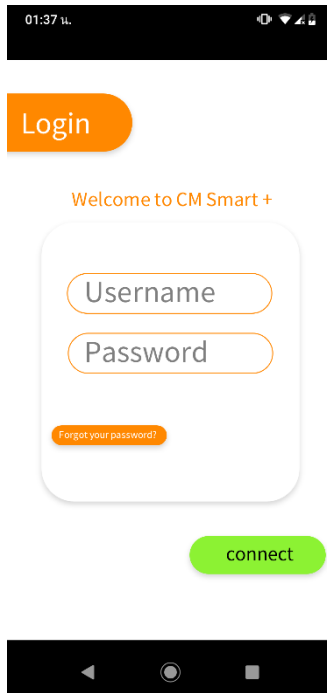 01:37 น.
Login
Welcome to CM Smart +
Username
Password
Forgot your password?
connect